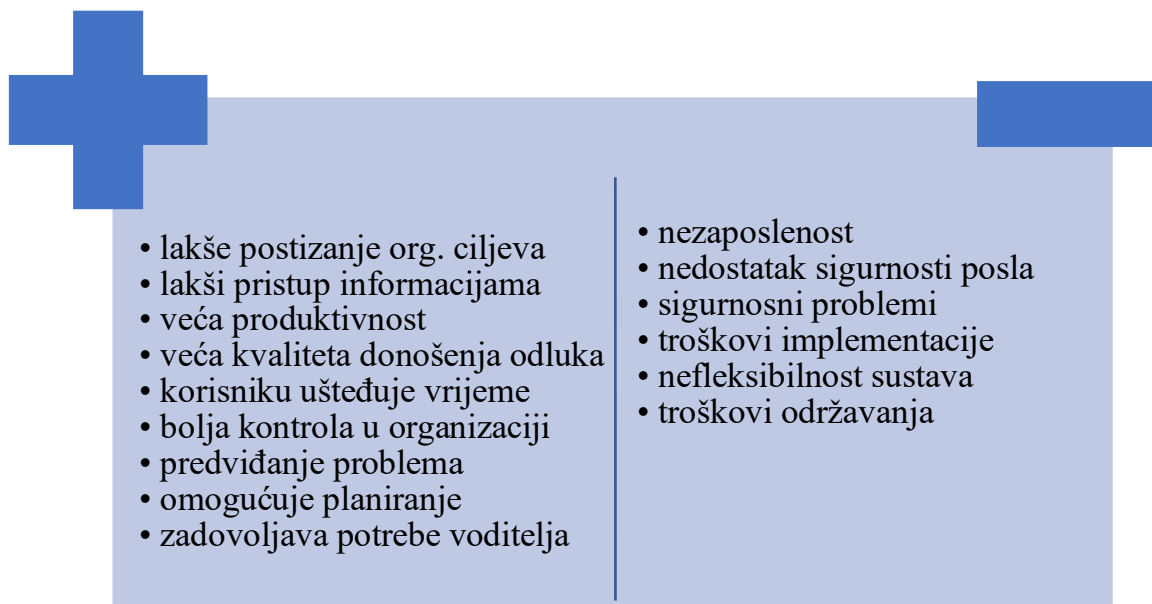 • lakše postizanje org. ciljeva
• lakši pristup informacijama
• veća produktivnost
• veća kvaliteta donošenja odluka
• korisniku ušteđuje vrijeme
• bolja kontrola u organizaciji
• predviđanje problema
• omogućuje planiranje
• zadovoljava potrebe voditelja
• nezaposlenost
• nedostatak sigurnosti posla
• sigurnosni problemi
• troškovi implementacije
• nefleksibilnost sustava
• troškovi održavanja